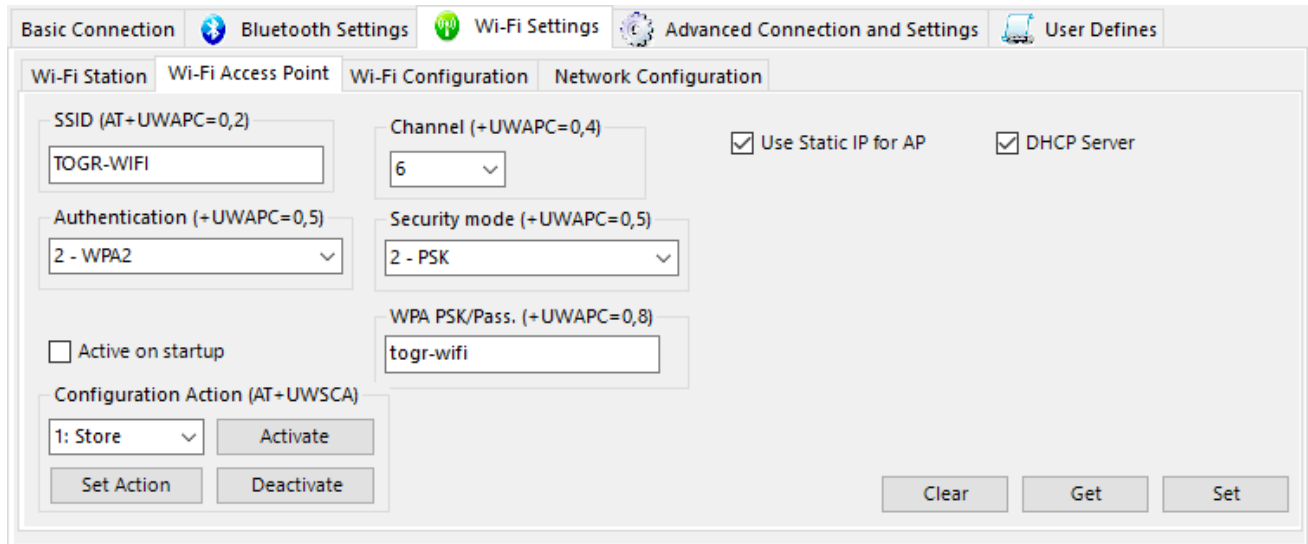 Basic Connection Bluetooth Settings Wi-Fi Settings Advanced Connection and Settings User Defines
Wi-Fi Station Wi-Fi Access Point Wi-Fi Configuration Network Configuration
SSID (AT+UWAPC=0,2)
TOGR-WIFI
Channel (+UWAPC=0,4)
6
Use Static IP for AP
DHCP Server
Authentication (+UWAPC=0,5)
2 - WPA2
Security mode (+UWAPC=0,5)
2 - PSK
WPA PSK/Pass. (+UWAPC=0,8)
togr-wifi
Active on startup
Configuration Action (AT+UWSCA)
1: Store Activate
Set Action Deactivate
Clear Get Set